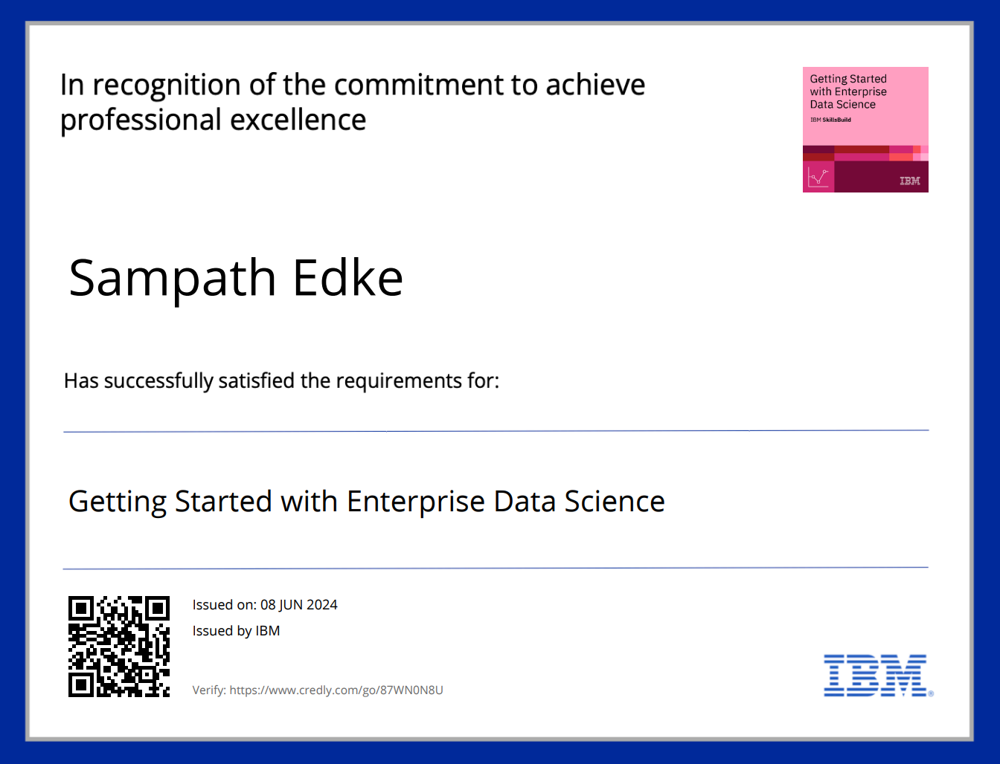 In recognition of the commitment to achieve
professional excellence
Getting Started
with Enterprise
Data Science
IBM SkillsBuild
IBM
Sampath Edke
Has successfully satisfied the requirements for:
Getting Started with Enterprise Data Science
Issued on: 08 JUN 2024
Issued by IBM
Verify: https://www.credly.com/go/87WN0N8U
IBM®